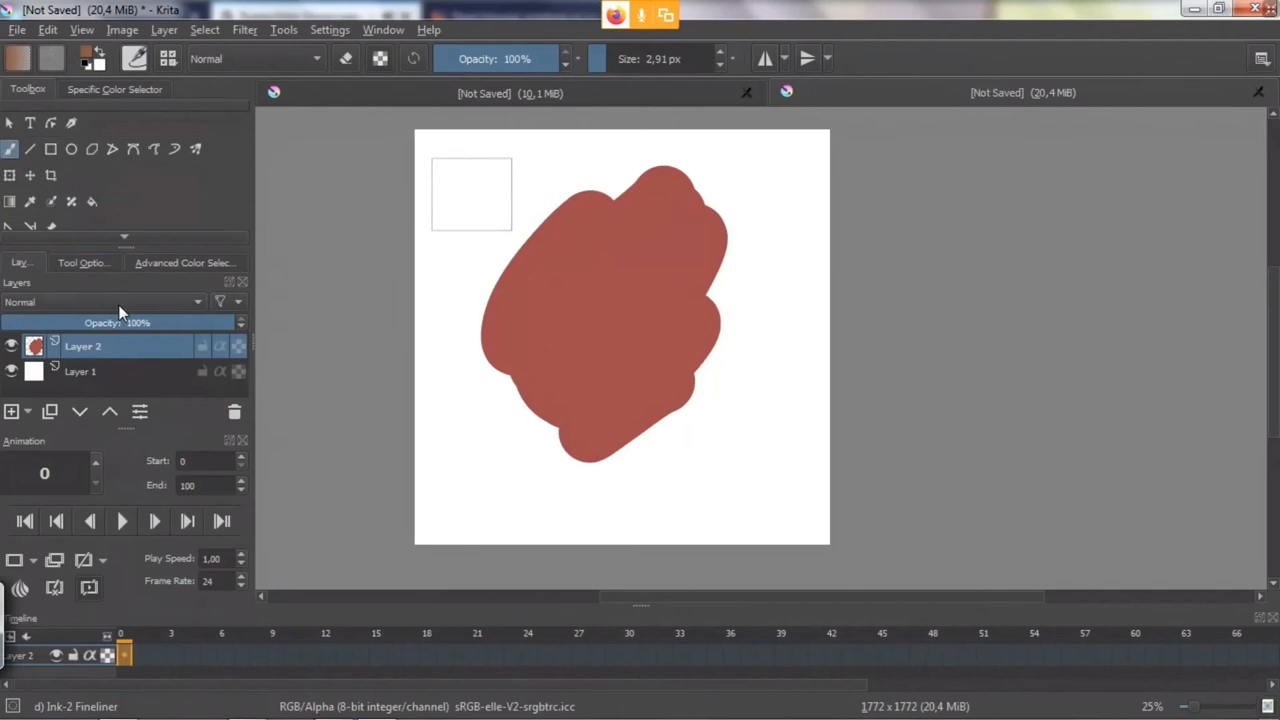 [Not Saved] (20,4 MiB) * - Krita
File Edit View Image Layer Select Filter Tools Settings Window Help
Normal Opacity: 100% Size: 2,91 px
Toolbox Specific Color Selector
[Not Saved] (10,1 MiB) [Not Saved] (20,4 MiB)
Lay... Tool Optio... Advanced Color Selec...
Layers
Normal
Opacity: 100%
Layer 2
Layer 1
Animation
0 Start: 0
End: 100
Play Speed: 1,00
Frame Rate: 24
Timeline
0 3 6 9 12 15 18 21 24 27 30 33 36 39 42 45 48 51 54 57 60 63 66
d) Ink-2 Fineliner RGB/Alpha (8-bit integer/channel) sRGB-elle-V2-srgbtrc.icc 1772 x 1772 (20,4 MiB) 25%